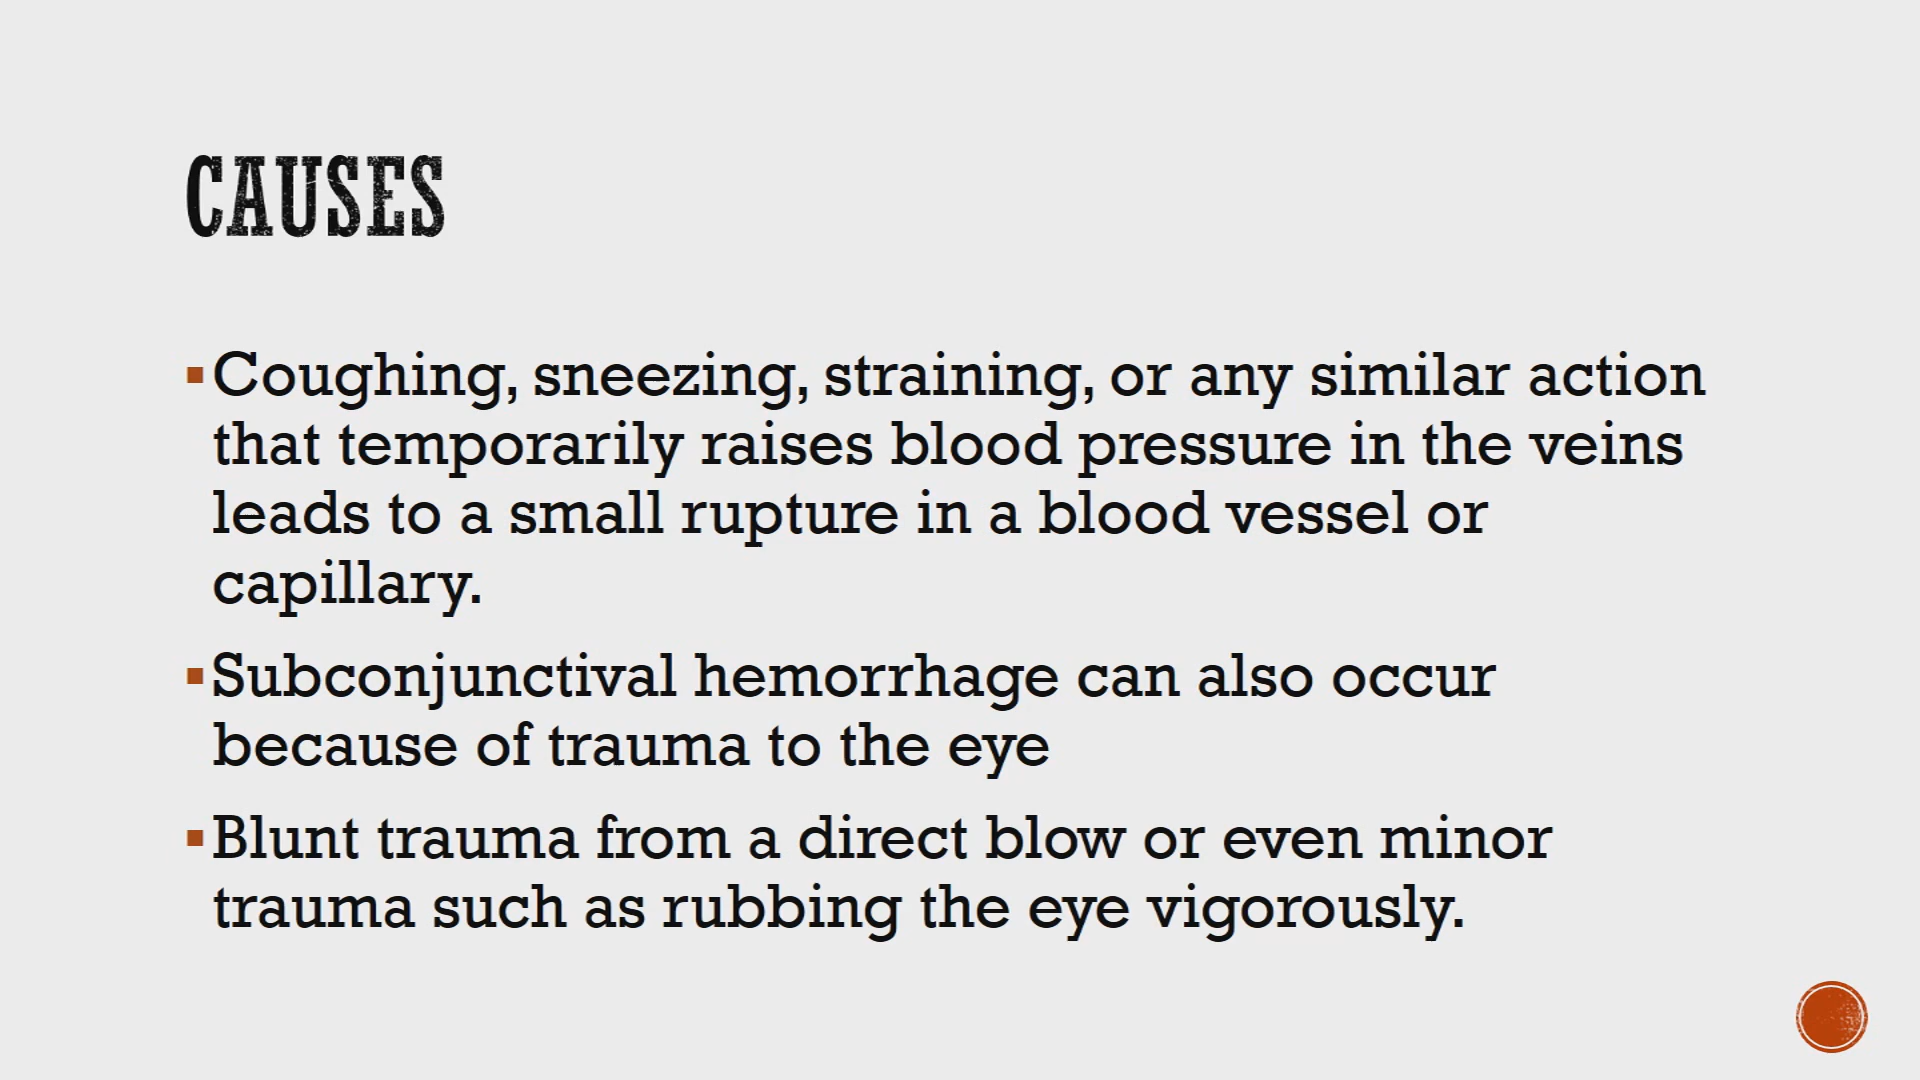 CAUSES
▪Coughing, sneezing, straining, or any similar action
that temporarily raises blood pressure in the veins
leads to a small rupture in a blood vessel or
capillary.
▪Subconjunctival hemorrhage can also occur
because of trauma to the eye
▪Blunt trauma from a direct blow or even minor
trauma such as rubbing the eye vigorously.